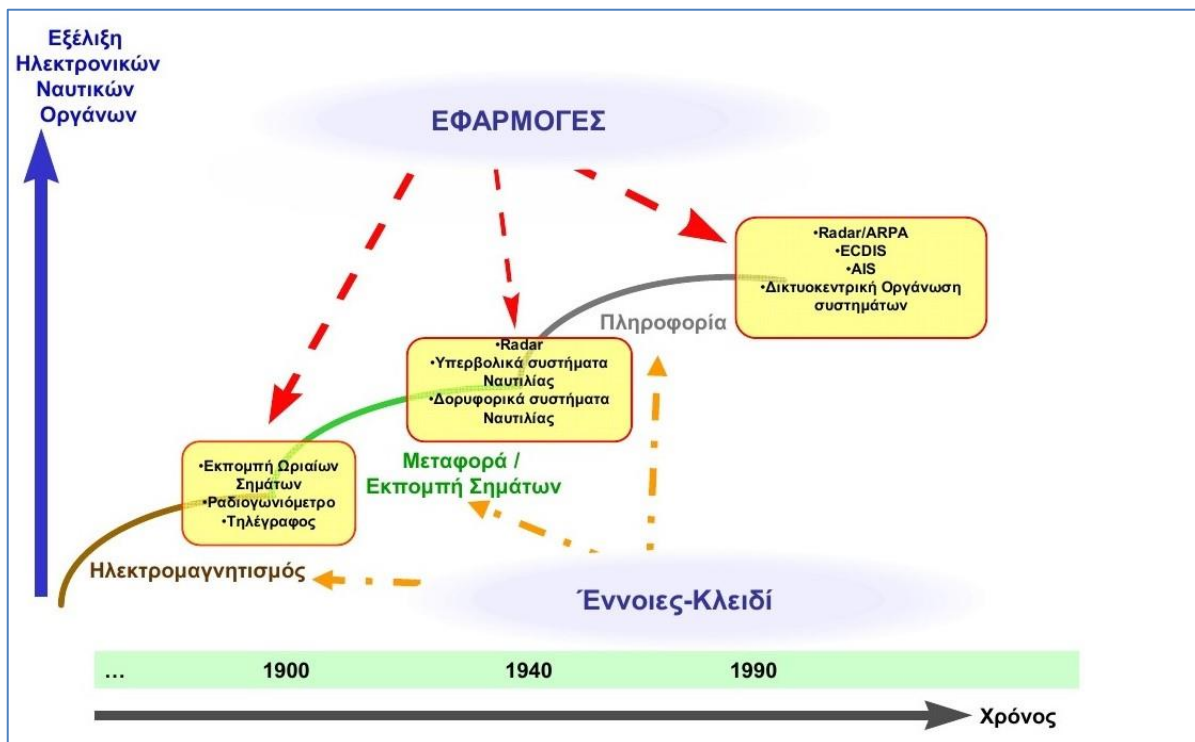 Εξέλιξη
Ηλεκτρονικών
Ναυτικών
Οργάνων
ΕΦΑΡΜΟΓΕΣ
•Radar/ARPA
•ECDIS
•AIS
•Δικτυοκεντρική Οργάνωση
συστημάτων
Πληροφορία
•Radar
•Υπερβολικά συστήματα
Ναυτιλίας
•Δορυφορικά συστήματα
Ναυτιλίας
Μεταφορά /
Εκπομπή Σημάτων
•Εκπομπή Ωριαίων
Σημάτων
•Ραδιογωνιόμετρο
•Τηλέγραφος
Ηλεκτρομαγνητισμός
Έννοιες-Κλειδί
... 1900 1940 1990
Χρόνος